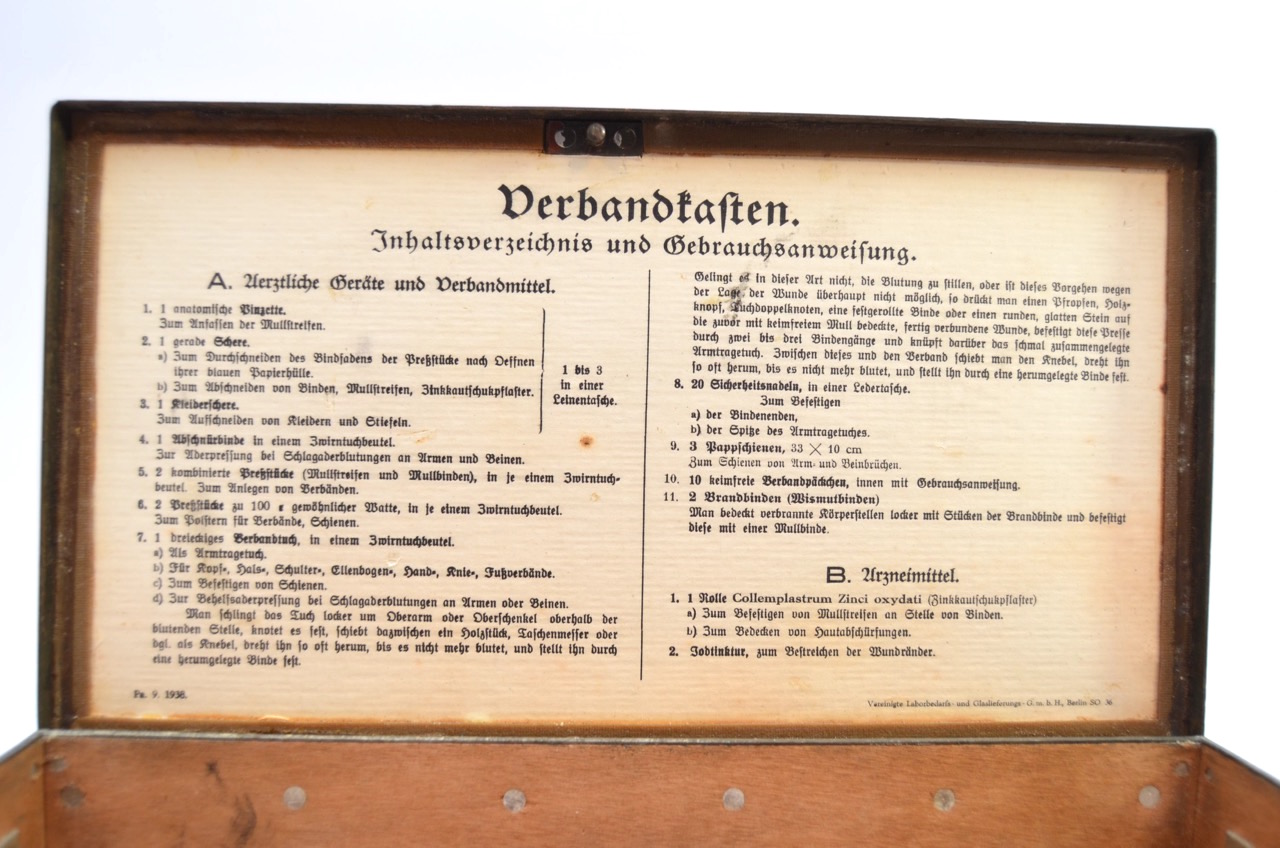 Verbandkasten.
Inhaltsverzeichnis und Gebrauchsanweisung.
A. Aerztliche Geräte und Verbandmittel.
1. 1 anatomische Pinzette.
Zum Anfassen der Mullstreifen.
2. 1 gerade Schere.
a) Zum Durchschneiden des Bindfadens der Preßstücke nach Oeffnen
ihrer blauen Papierhülle.
b) Zum Abschneiden von Binden, Mullstreifen, Zinkkautschukpflaster.
3. 1 Kleiderschere.
Zum Aufschneiden von Kleidern und Stiefeln.
1 bis 3
in einer
Leinentasche.
4. 1 Abschnürbinde in einem Zwirntuchbeutel.
Zur Aderpressung bei Schlagaderblutungen an Armen und Beinen.
5. 2 kombinierte Preßstücke (Mullstreifen und Mullbinden), in je einem Zwirntuch-
beutel. Zum Anlegen von Verbänden.
6. 2 Preßstücke zu 100 g gewöhnlicher Watte, in je einem Zwirntuchbeutel.
Zum Polstern für Verbände, Schienen.
7. 1 dreieckiges Verbandtuch, in einem Zwirntuchbeutel.
a) Als Armtragetuch.
b) Für Kopf-, Hals-, Schulter-, Ellenbogen-, Hand-, Knie-, Fußverbände.
c) Zum Befestigen von Schienen.
d) Zur Behelfsaderpressung bei Schlagaderblutungen an Armen oder Beinen.
Man schlingt das Tuch locker um Oberarm oder Oberschenkel oberhalb der
blutenden Stelle, knotet es fest, schiebt dazwischen ein Holzstück, Taschenmesser oder
dgl. als Knebel, dreht ihn so oft herum, bis es nicht mehr blutet, und stellt ihn durch
eine herumgelegte Binde fest.
Gelingt es in dieser Art nicht, die Blutung zu stillen, oder ist dieses Vorgehen wegen
der Lage der Wunde überhaupt nicht möglich, so drückt man einen Pfropfen, Holz-
knopf, Tuchdoppelknoten, eine festgerollte Binde oder einen runden, glatten Stein auf
die zuvor mit keimfreiem Mull bedeckte, fertig verbundene Wunde, befestigt diese Presse
durch zwei bis drei Bindengänge und knüpft darüber das schmal zusammengelegte
Armtragetuch. Zwischen dieses und den Verband schiebt man den Knebel, dreht ihn
so oft herum, bis es nicht mehr blutet, und stellt ihn durch eine herumgelegte Binde fest.
8. 20 Sicherheitsnadeln, in einer Ledertasche.
Zum Befestigen
a) der Bindenenden,
b) der Spitze des Armtragetuches.
9. 3 Pappschienen, 33 × 10 cm
Zum Schienen von Arm- und Beinbrüchen.
10. 10 keimfreie Verbandpäckchen, innen mit Gebrauchsanweisung.
11. 2 Brandbinden (Wismutbinden)
Man bedeckt verbrannte Körperstellen locker mit Stücken der Brandbinde und befestigt
diese mit einer Mullbinde.
B. Arzneimittel.
1. 1 Rolle Collemplastrum Zinci oxydati (Zinkkautschukpflaster)
a) Zum Befestigen von Mullstreifen an Stelle von Binden.
b) Zum Bedecken von Hautabschürfungen.
2. Jodtinktur, zum Bestreichen der Wundränder.
Pa. 9. 1938.
Vereinigte Laborbedarfs- und Glaslieferungs- G. m. b. H., Berlin SO 36